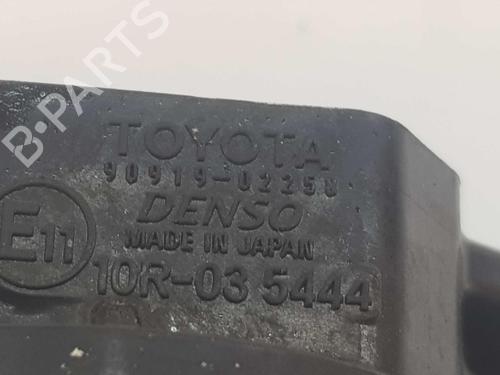 B-PARTS
TOYOTA
90919-02258
DENSO
MADE IN JAPAN
E11
10R-03 5444